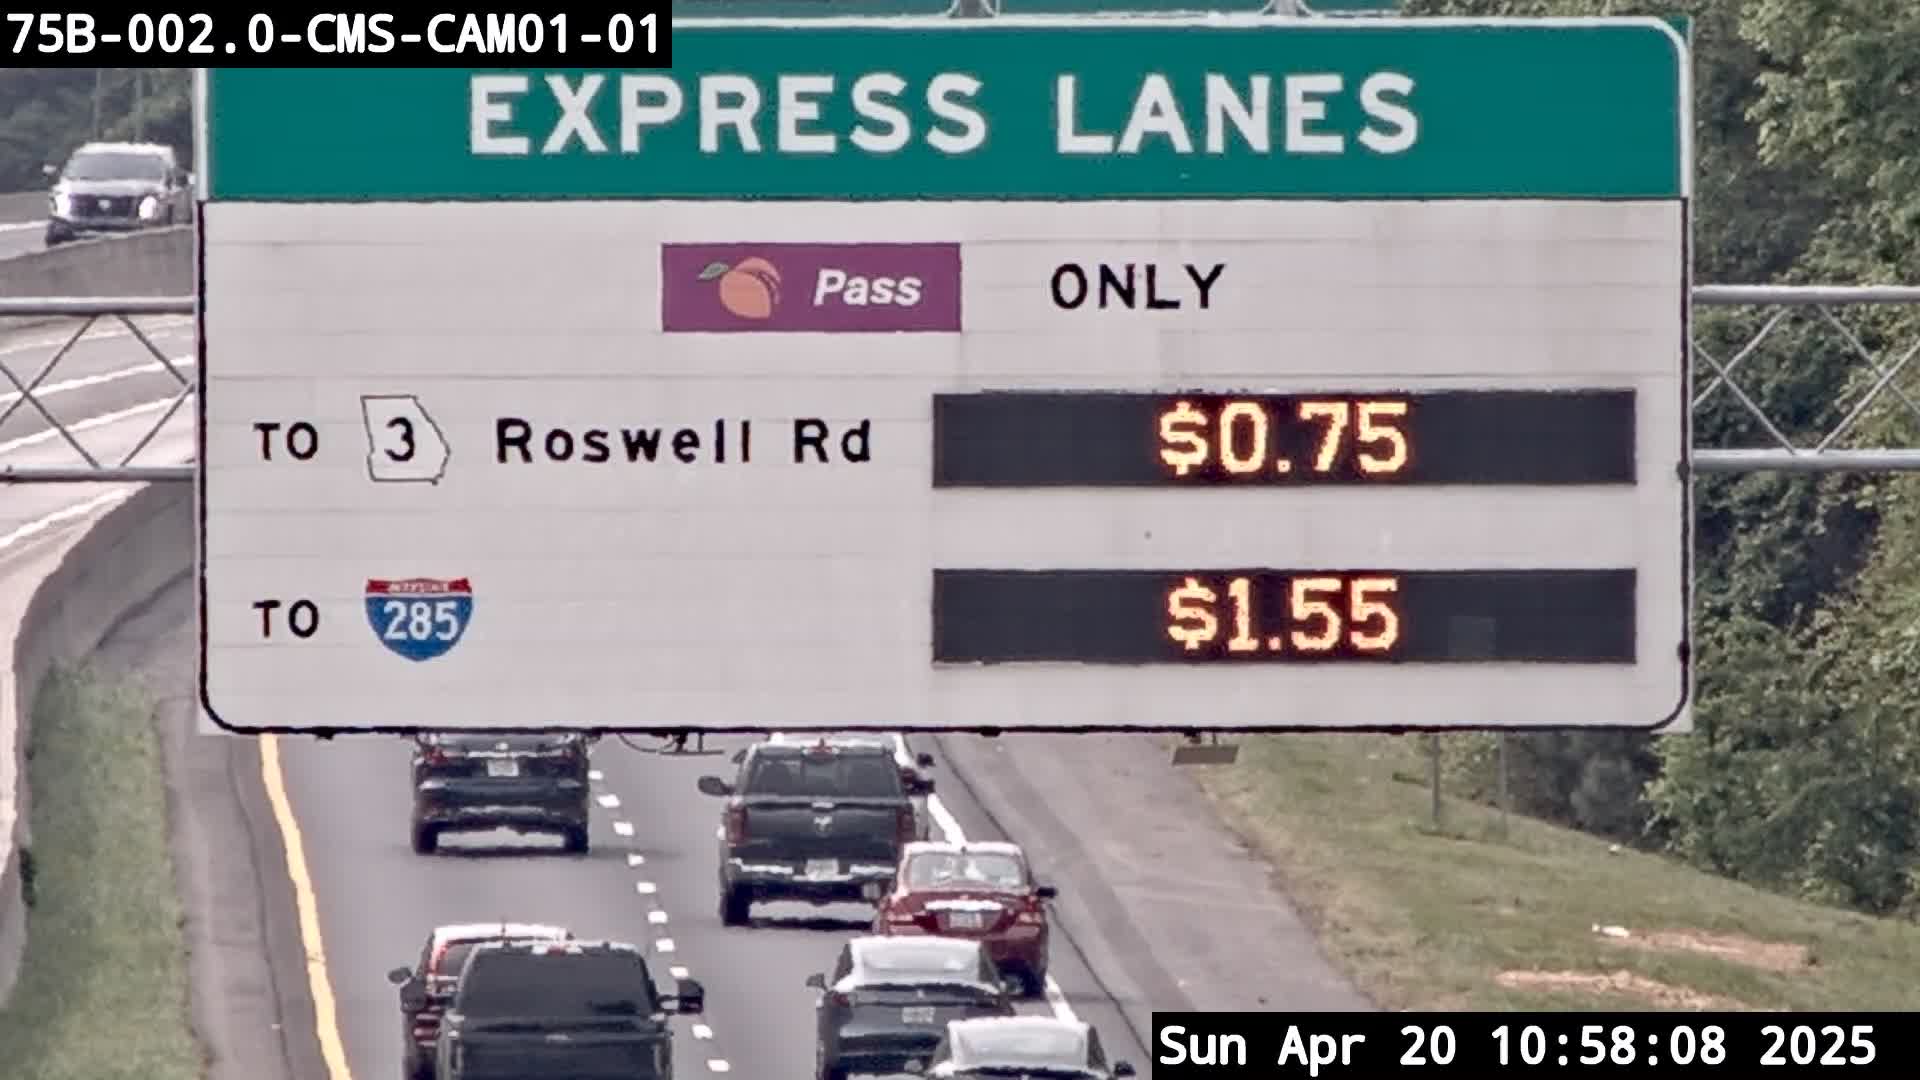 75B-002.0-CMS-CAM01-01
EXPRESS LANES
Pass ONLY
TO 3 Roswell Rd $0.75
TO 285 $1.55
Sun Apr 20 10:58:08 2025